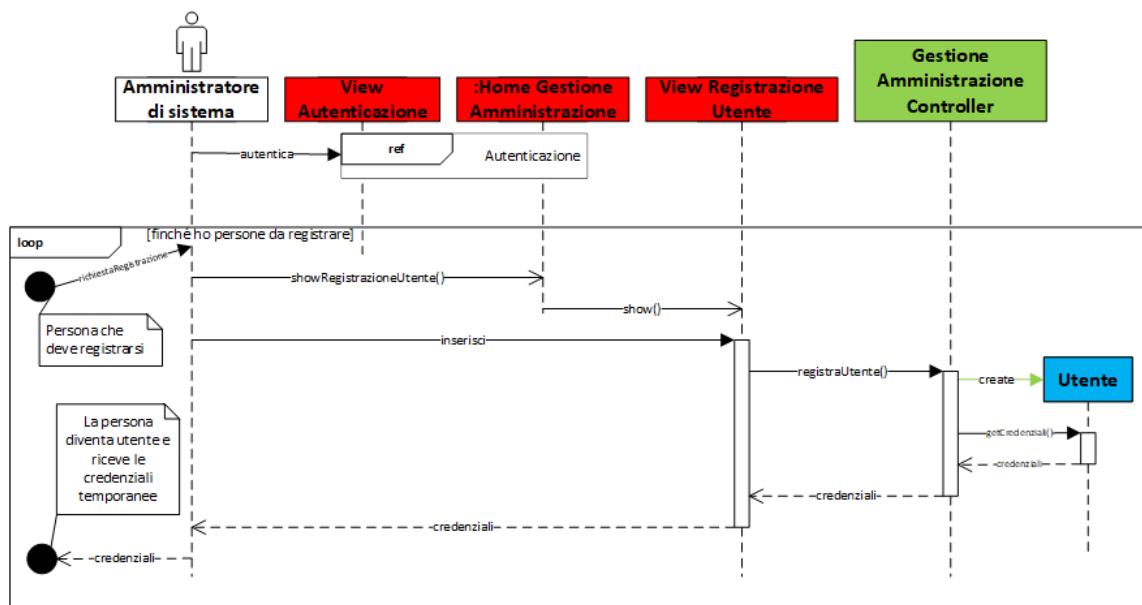 Amministratore
di sistema
View
Autenticazione
:Home Gestione
Amministrazione
View Registrazione
Utente
Gestione
Amministrazione
Controller
autentica
ref
Autenticazione
loop
[finché ho persone da registrare]
richiestaRegistrazione
showRegistrazioneUtente()
show()
Persona che
deve registrarsi
inserisci
registraUtente()
create
Utente
La persona
diventa utente e
riceve le
credenziali
temporanee
getCredenziali()
credenziali
credenziali
credenziali
credenziali